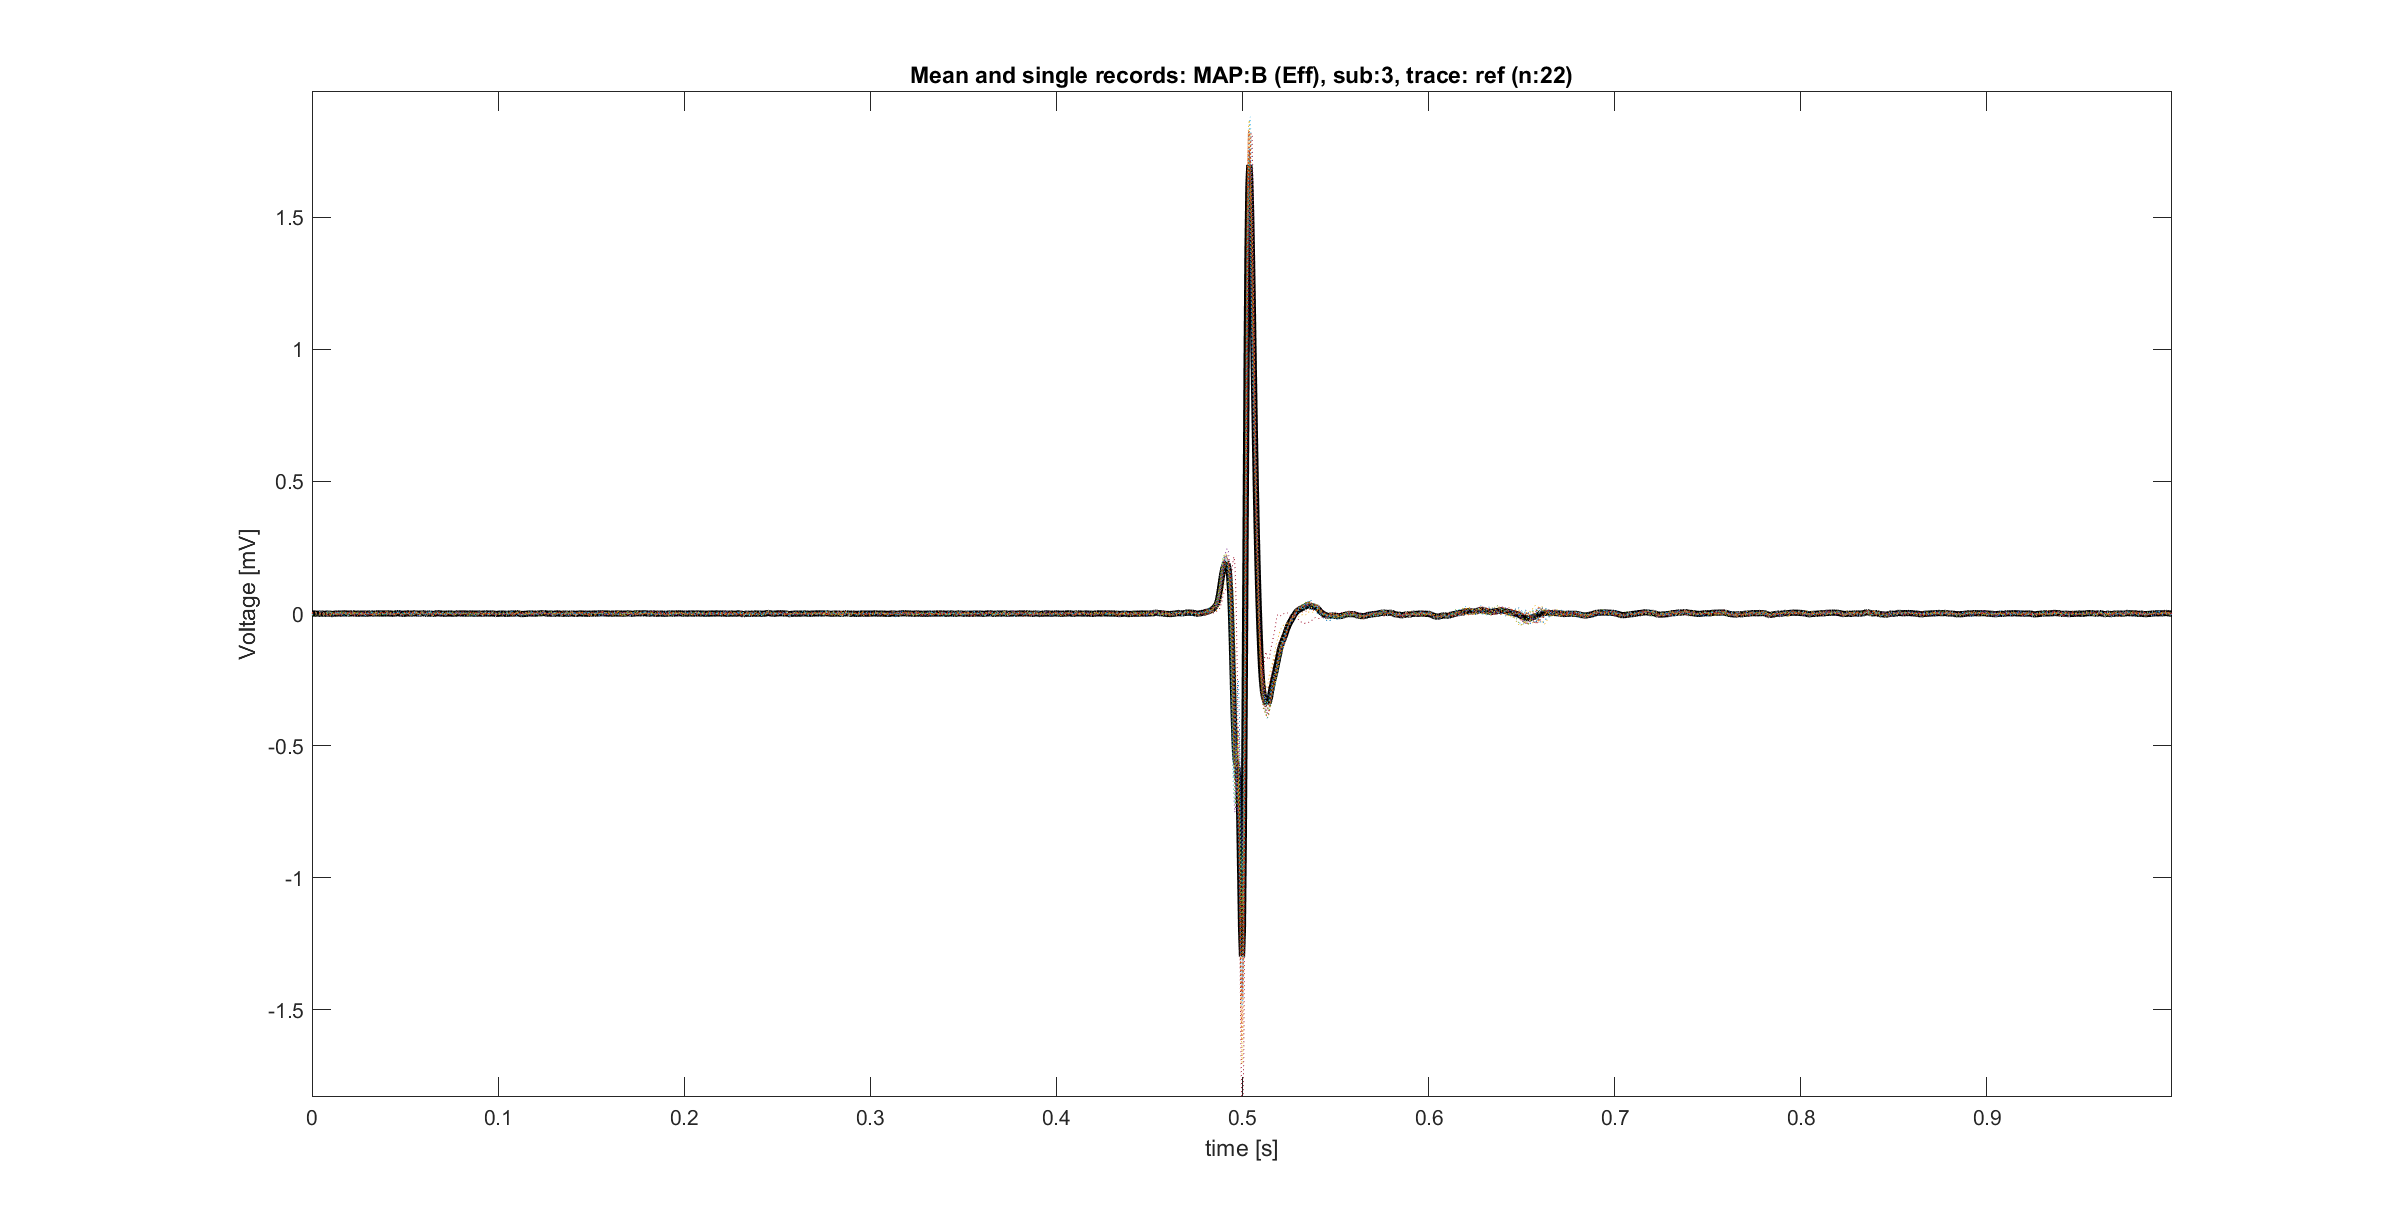 Mean and single records: MAP:B (Eff), sub:3, trace: ref (n:22)
1.5
1
0.5
0
-0.5
-1
-1.5
Voltage [mV]
0 0.1 0.2 0.3 0.4 0.5 0.6 0.7 0.8 0.9
time [s]